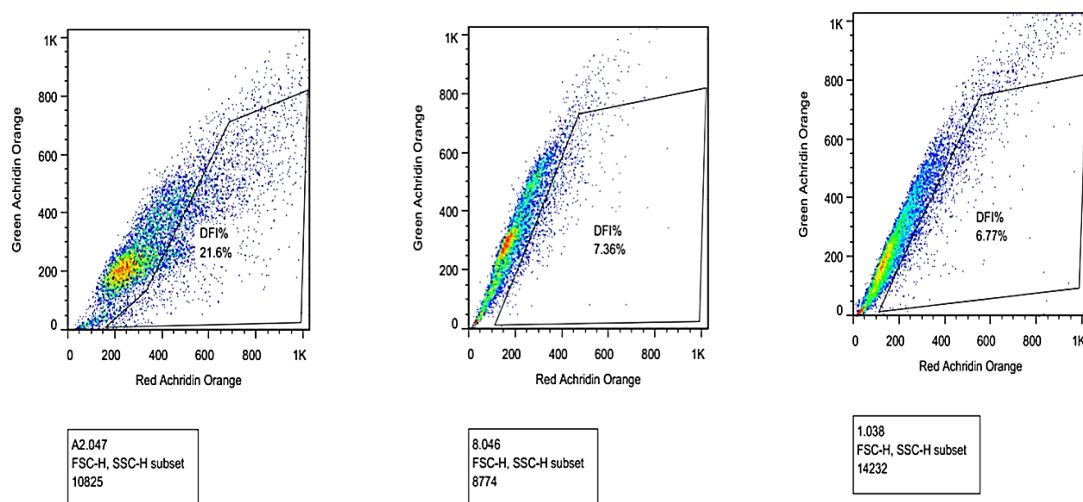 1K
800
600
400
200
0
Green Achridin Orange
DFI%
21.6%
0 200 400 600 800 1K
Red Achridin Orange
A2.047
FSC-H, SSC-H subset
10825
1K
800
600
400
200
0
Green Achridin Orange
DFI%
7.36%
0 200 400 600 800 1K
Red Achridin Orange
8.046
FSC-H, SSC-H subset
8774
1K
800
600
400
200
0
Green Achridin Orange
DFI%
6.77%
0 200 400 600 800 1K
Red Achridin Orange
1.038
FSC-H, SSC-H subset
14232